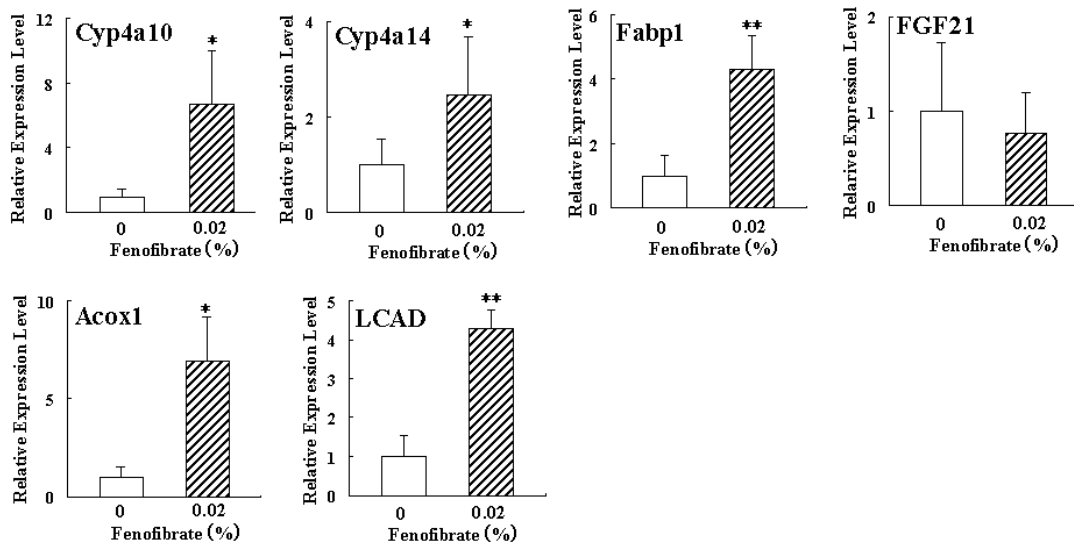 Cyp4a10
Relative Expression Level
12
8
4
0
*
0 0.02
Fenofibrate (%)
Cyp4a14
Relative Expression Level
4
2
0
*
0 0.02
Fenofibrate (%)
Fabp1
Relative Expression Level
6
4
2
0
**
0 0.02
Fenofibrate (%)
FGF21
Relarive Expression Level
2
1
0
0 0.02
Fenofibrate (%)
Acox1
Relative Expression Level
10
5
0
*
0 0.02
Fenofibrate (%)
LCAD
Relative Expression Level
5
4
3
2
1
0
**
0 0.02
Fenofibrate (%)